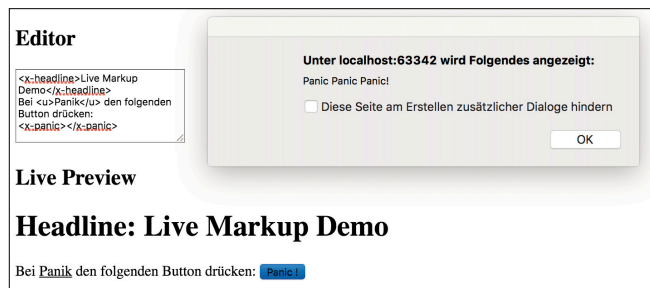 Editor
<x-headline>Live Markup
Demo</x-headline>
Bei <u>Panik</u> den folgenden
Button drücken:
<x-panic></x-panic>
Unter localhost:63342 wird Folgendes angezeigt:
Panic Panic Panic!
Diese Seite am Erstellen zusätzlicher Dialoge hindern
OK
Live Preview
Headline: Live Markup Demo
Bei Panik den folgenden Button drücken: Panic !